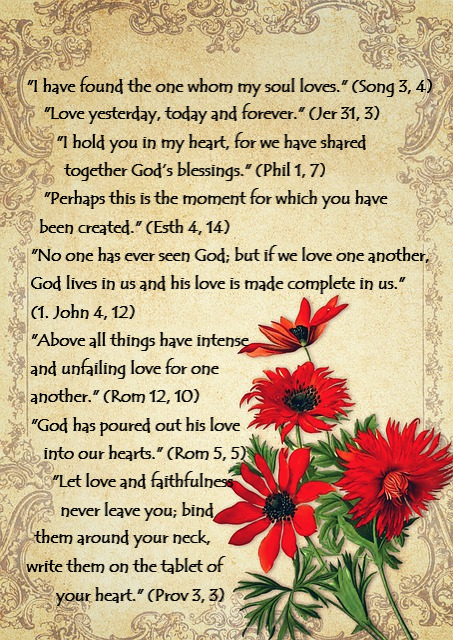 "I have found the one whom my soul loves." (Song 3, 4)
"Love yesterday, today and forever." (Jer 31, 3)
"I hold you in my heart, for we have shared
together God's blessings." (Phil 1, 7)
"Perhaps this is the moment for which you have
been created." (Esth 4, 14)
"No one has ever seen God; but if we love one another,
God lives in us and his love is made complete in us."
(1. John 4, 12)
"Above all things have intense
and unfailing love for one
another." (Rom 12, 10)
"God has poured out his love
into our hearts." (Rom 5, 5)
"Let love and faithfulness
never leave you; bind
them around your neck,
write them on the tablet of
your heart." (Prov 3, 3)